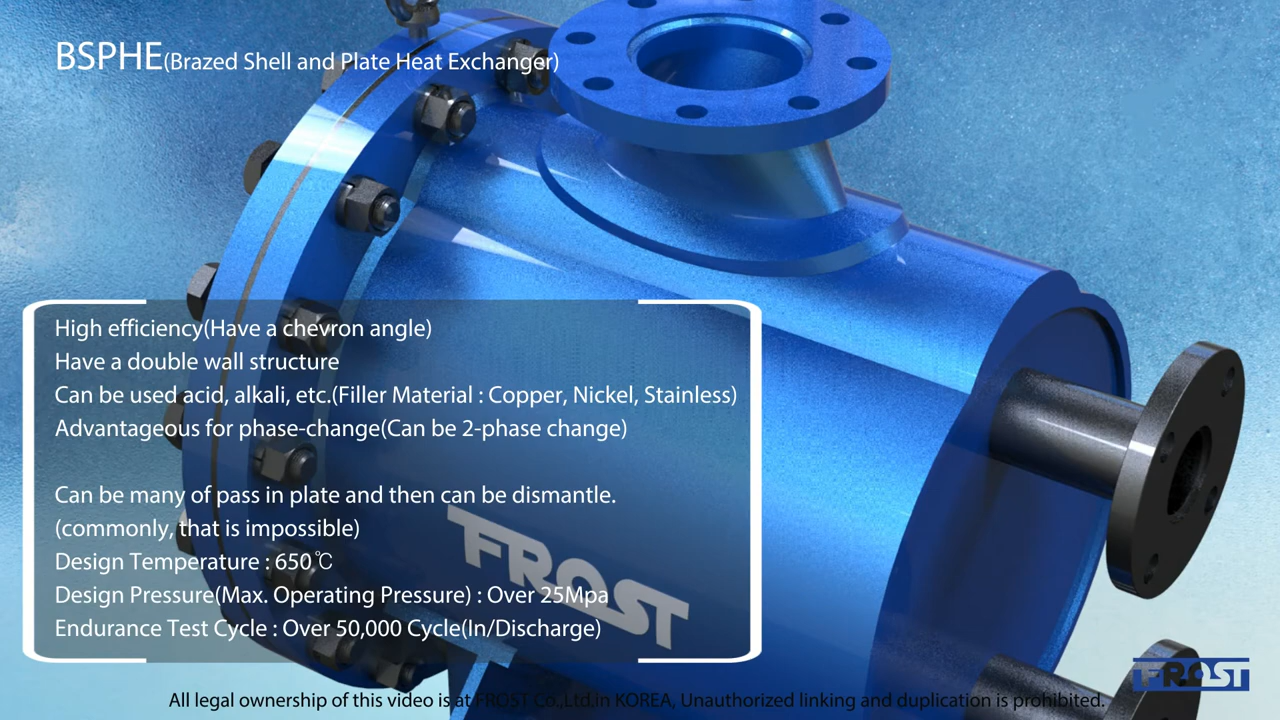 BSPHE(Brazed Shell and Plate Heat Exchanger)
High efficiency(Have a chevron angle)
Have a double wall structure
Can be used acid, alkali, etc.(Filler Material : Copper, Nickel, Stainless)
Advantageous for phase-change(Can be 2-phase change)
Can be many of pass in plate and then can be dismantle.
(commonly, that is impossible)
Design Temperature : 650℃
Design Pressure(Max. Operating Pressure) : Over 25Mpa
Endurance Test Cycle : Over 50,000 Cycle(In/Discharge)
FROST
FROST
All legal ownership of this video is at FROST Co.,Ltd.in KOREA, Unauthorized linking and duplication is prohibited.